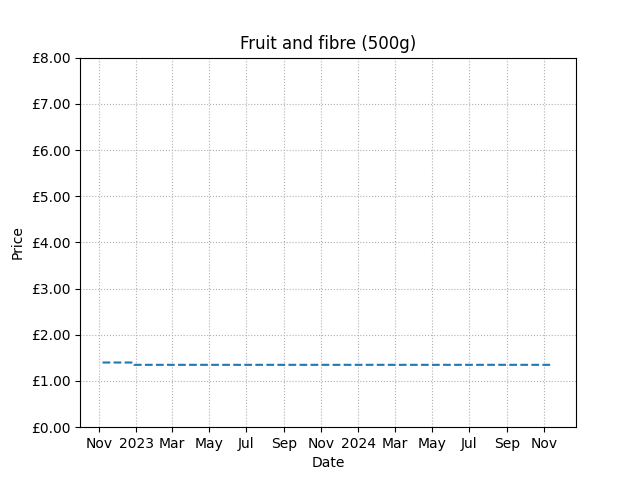 Fruit and fibre (500g)
£8.00
£7.00
£6.00
£5.00
£4.00
£3.00
£2.00
£1.00
£0.00
Price
Nov 2023 Mar May Jul Sep Nov 2024 Mar May Jul Sep Nov
Date